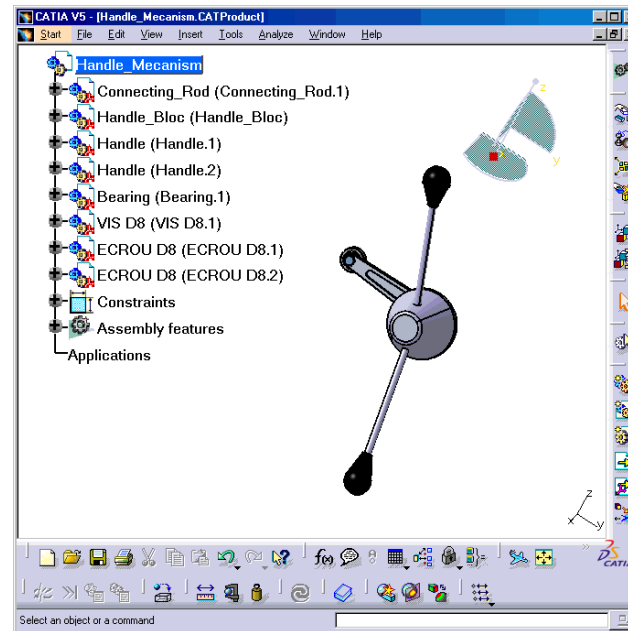 CATIA V5 - [Handle_Mecanism.CATProduct]
Start File Edit View Insert Tools Analyze Window Help
Handle_Mecanism
Connecting_Rod (Connecting_Rod.1)
Handle_Bloc (Handle_Bloc)
Handle (Handle.1)
Handle (Handle.2)
Bearing (Bearing.1)
VIS D8 (VIS D8.1)
ECROU D8 (ECROU D8.1)
ECROU D8 (ECROU D8.2)
Constraints
Assembly features
Applications
z
y
z
x
y
f(x)
CATIA
Select an object or a command